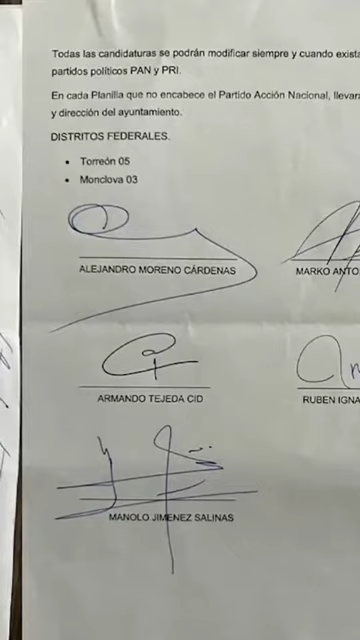 Todas las candidaturas se podrán modificar siempre y cuando exista
partidos políticos PAN y PRI.
En cada Planilla que no encabece el Partido Acción Nacional, llevar
y dirección del ayuntamiento.
DISTRITOS FEDERALES.
• Torreón 05
• Monclova 03
ALEJANDRO MORENO CÁRDENAS MARKO ANTO
ARMANDO TEJEDA CID RUBEN IGNA
MANOLO JIMENEZ SALINAS